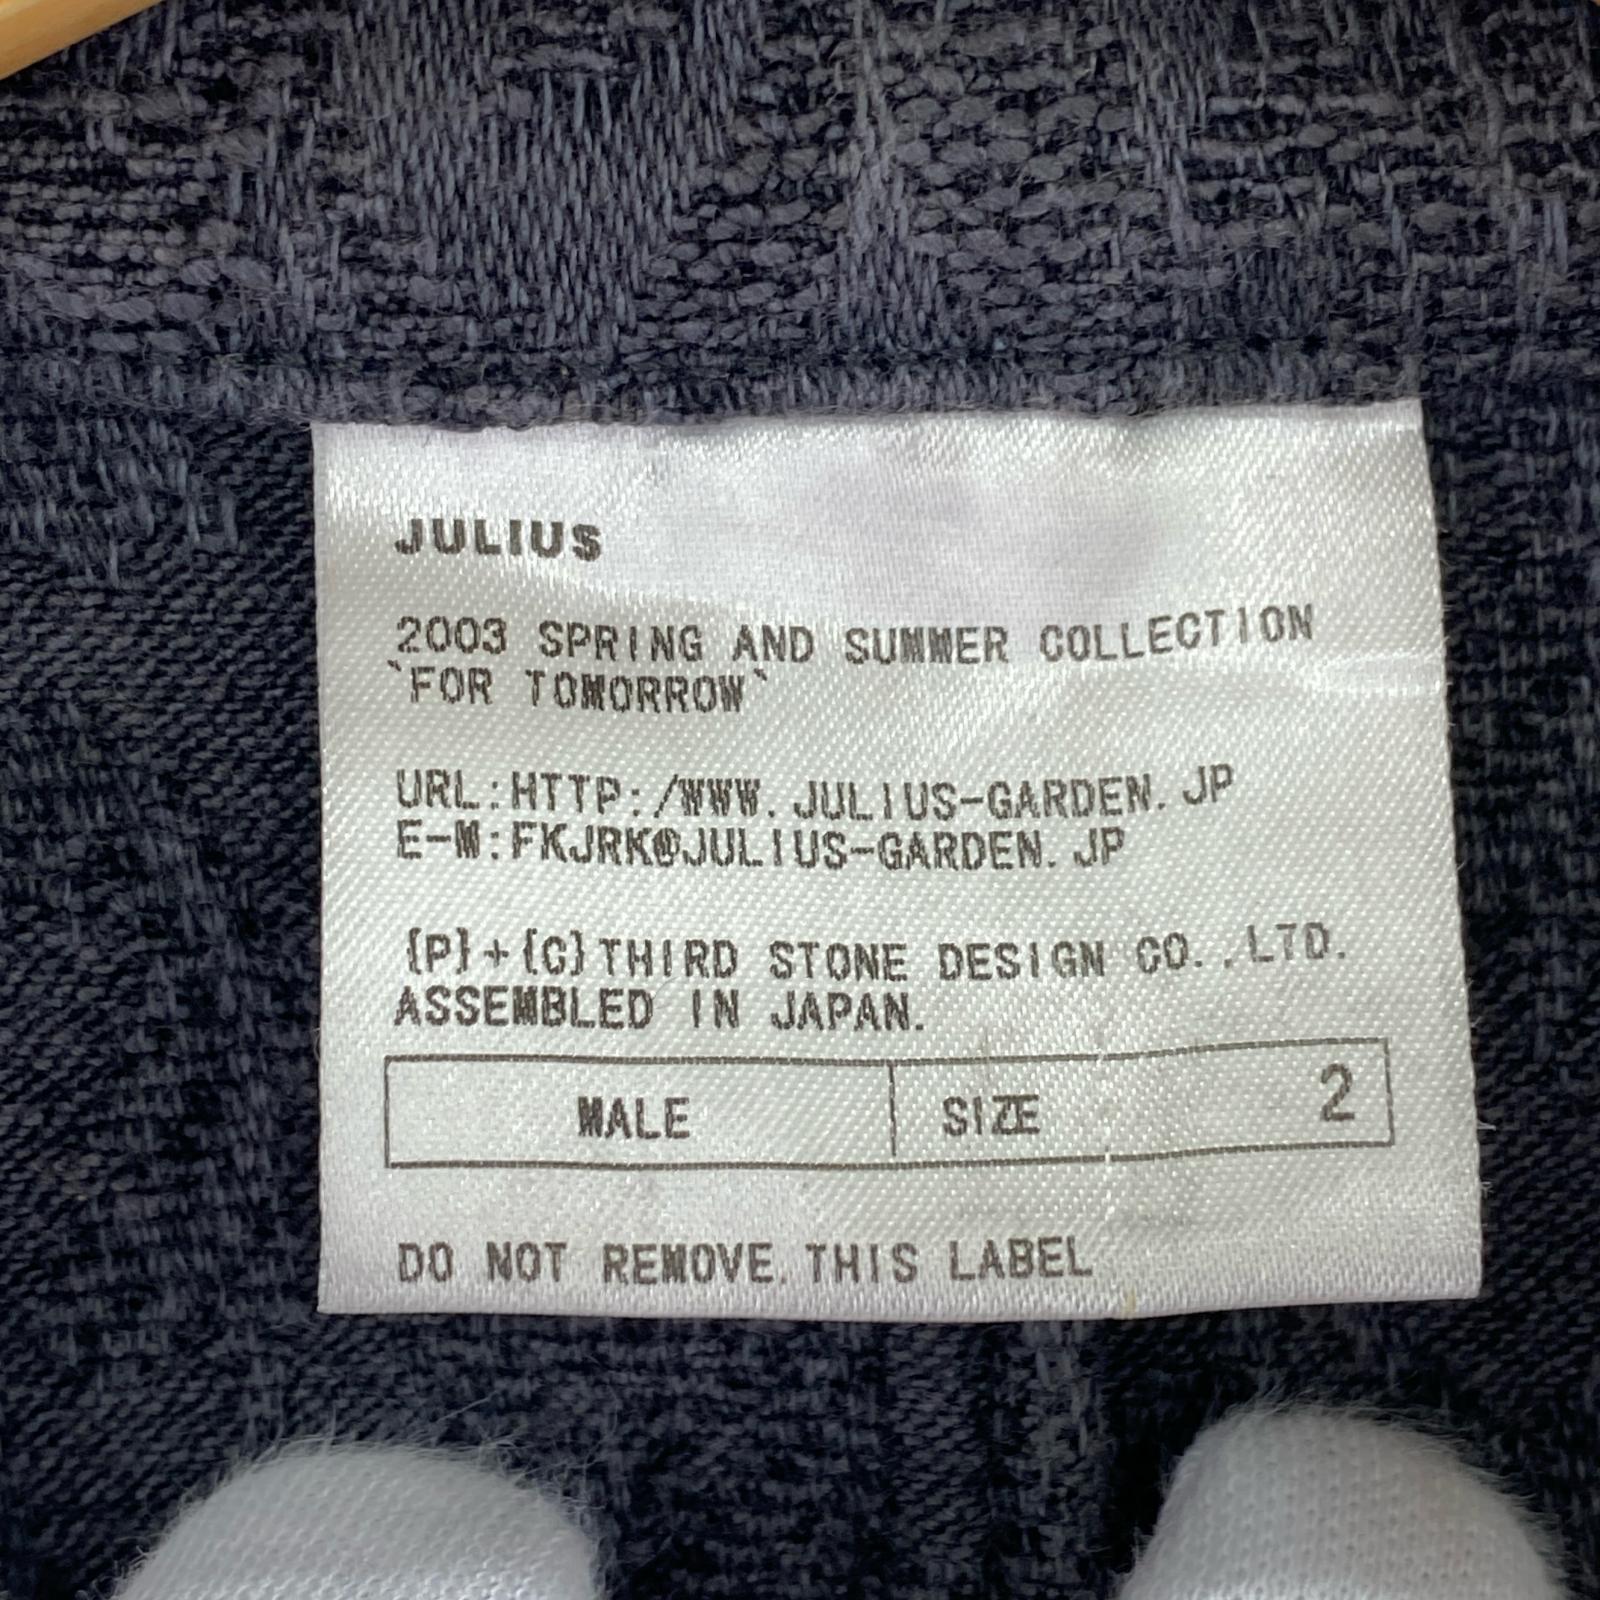 JULIUS
2003 SPRING AND SUMMER COLLECTION
`FOR TOMORROW`
URL:HTTP:/WWW.JULIUS-GARDEN.JP
E-M:FKJRK@JULIUS-GARDEN.JP
{P}+{C}THIRD STONE DESIGN CO.,LTD.
ASSEMBLED IN JAPAN.
MALE SIZE 2
DO NOT REMOVE.THIS LABEL